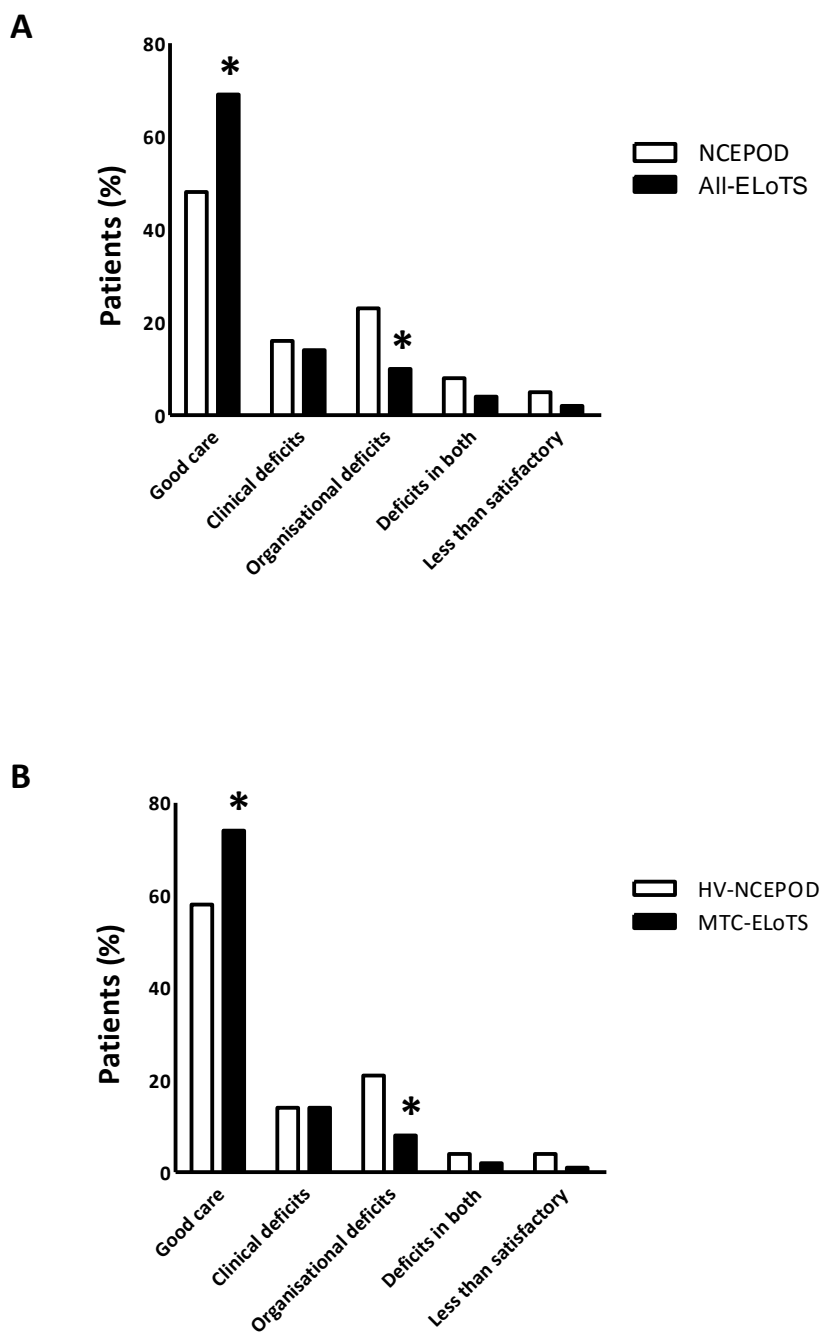 A
80
60
40
20
0
Patients (%)
*
*
NCEPOD
All-ELoTS
Good care
Clinical deficits
Organisational deficits
Deficits in both
Less than satisfactory
B
80
60
40
20
0
Patients (%)
*
*
HV-NCEPOD
MTC-ELoTS
Good care
Clinical deficits
Organisational deficits
Deficits in both
Less than satisfactory